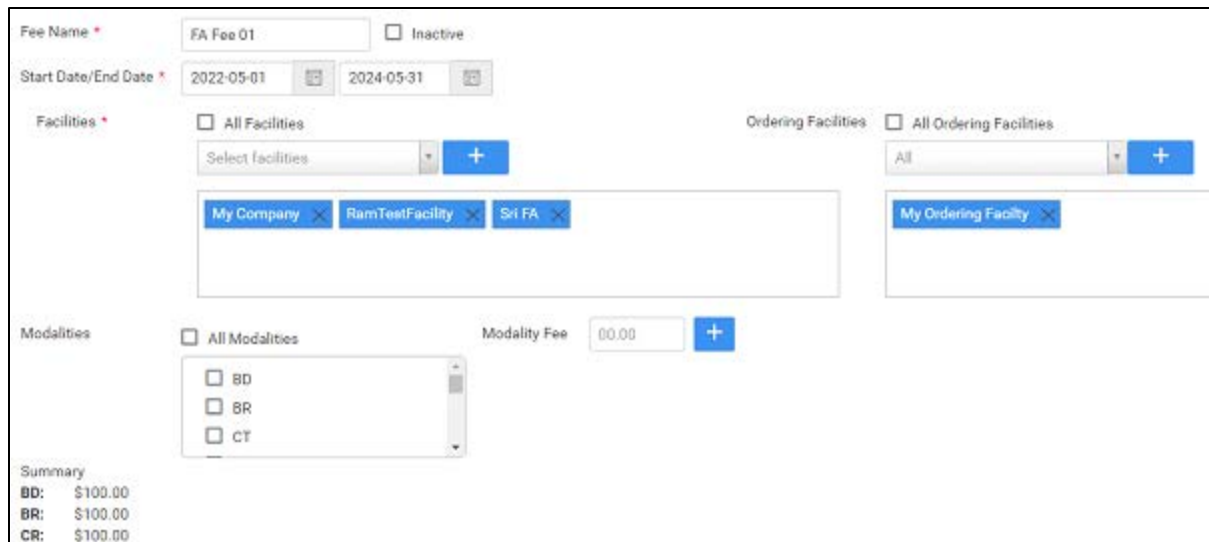 Fee Name * FA Fee 01 Inactive
Start Date/End Date * 2022-05-01 2024-05-31
Facilities * All Facilities Ordering Facilities All Ordering Facilities
Select facilities + All +
My Company RamTestFacility Sri FA My Ordering Facilty
Modalities All Modalities Modality Fee 00.00 +
BD
BR
CT
Summary
BD: $100.00
BR: $100.00
CR: $100.00